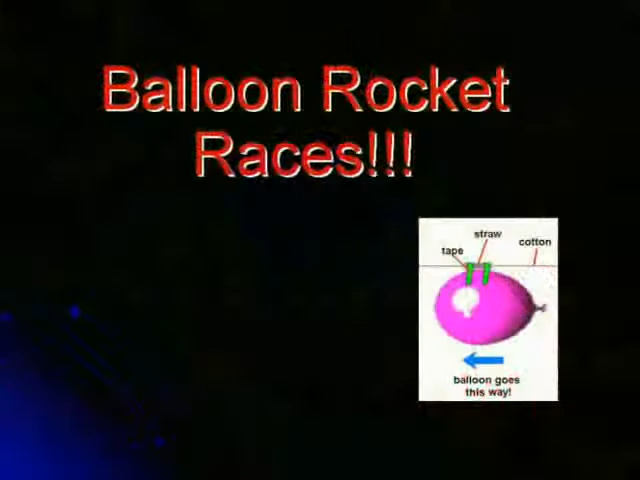 Balloon Rocket
Races!!!
straw
tape
cotton
balloon goes
this way!